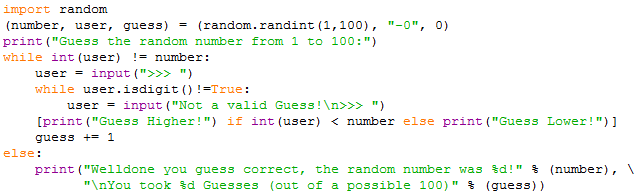 import random
(number, user, guess) = (random.randint(1,100), "-0", 0)
print("Guess the random number from 1 to 100:")
while int(user) != number:
    user = input(">>> ")
    while user.isdigit()!=True:
        user = input("Not a valid Guess!\n>>> ")
    [print("Guess Higher!") if int(user) < number else print("Guess Lower!")]
    guess += 1
else:
    print("Welldone you guess correct, the random number was %d!" % (number), \
          "\nYou took %d Guesses (out of a possible 100)" % (guess))